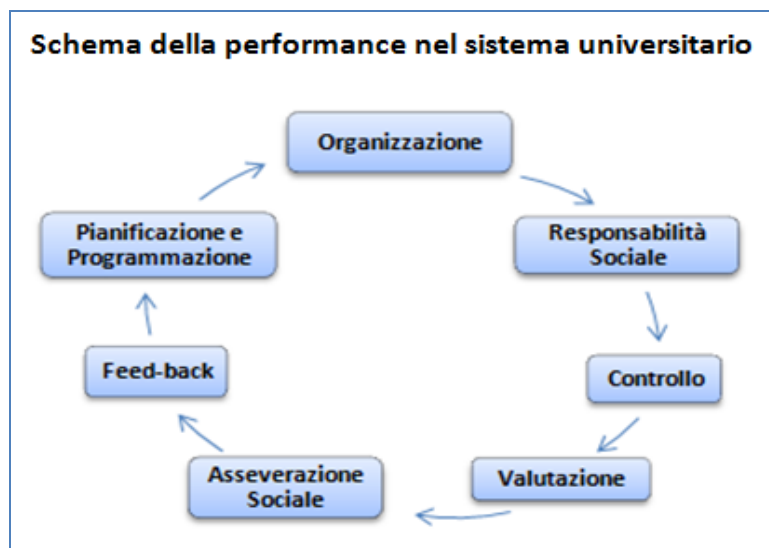 Schema della performance nel sistema universitario
Organizzazione
Responsabilità
Sociale
Controllo
Valutazione
Asseverazione
Sociale
Feed-back
Pianificazione e
Programmazione